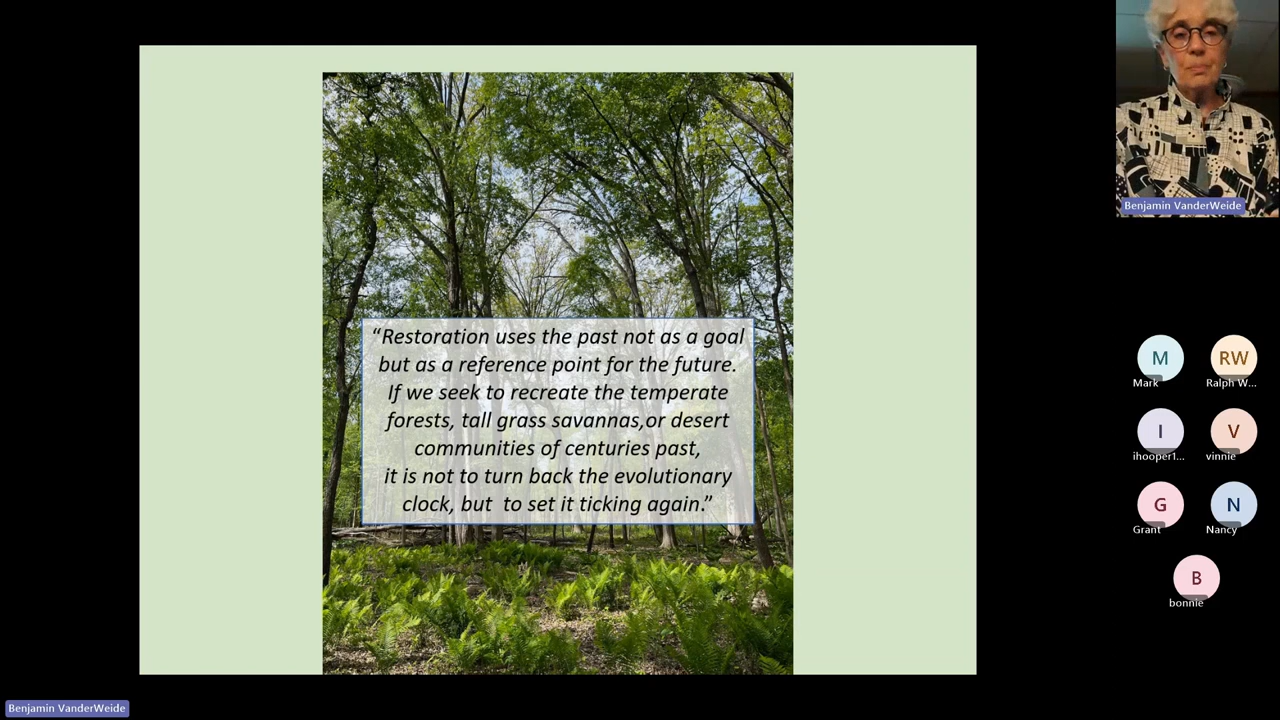 “Restoration uses the past not as a goal
but as a reference point for the future.
If we seek to recreate the temperate
forests, tall grass savannas,or desert
communities of centuries past,
it is not to turn back the evolutionary
clock, but  to set it ticking again.”
Benjamin VanderWeide
M
RW
Mark
Ralph W...
I
V
ihooper1...
vinnie
G
N
Grant
Nancy
B
bonnie
Benjamin VanderWeide